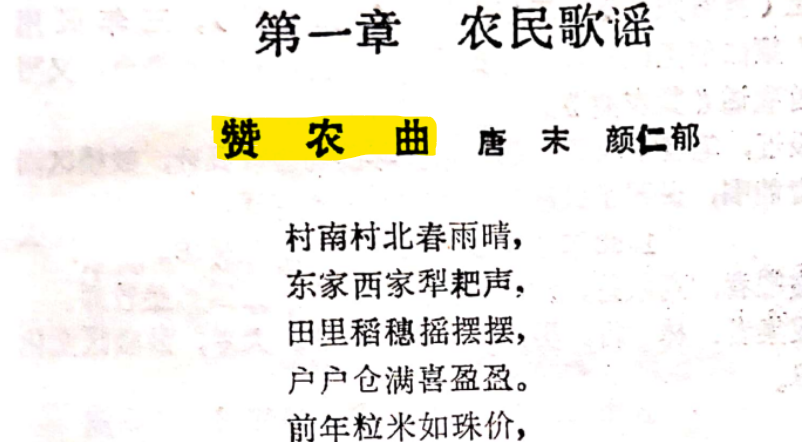 第一章 农民歌谣
赞农曲 唐末 颜仁郁
村南村北春雨晴，
东家西家犁耙声，
田里稻穗摇摆摆，
户户仓满喜盈盈。
前年粒米如珠价，